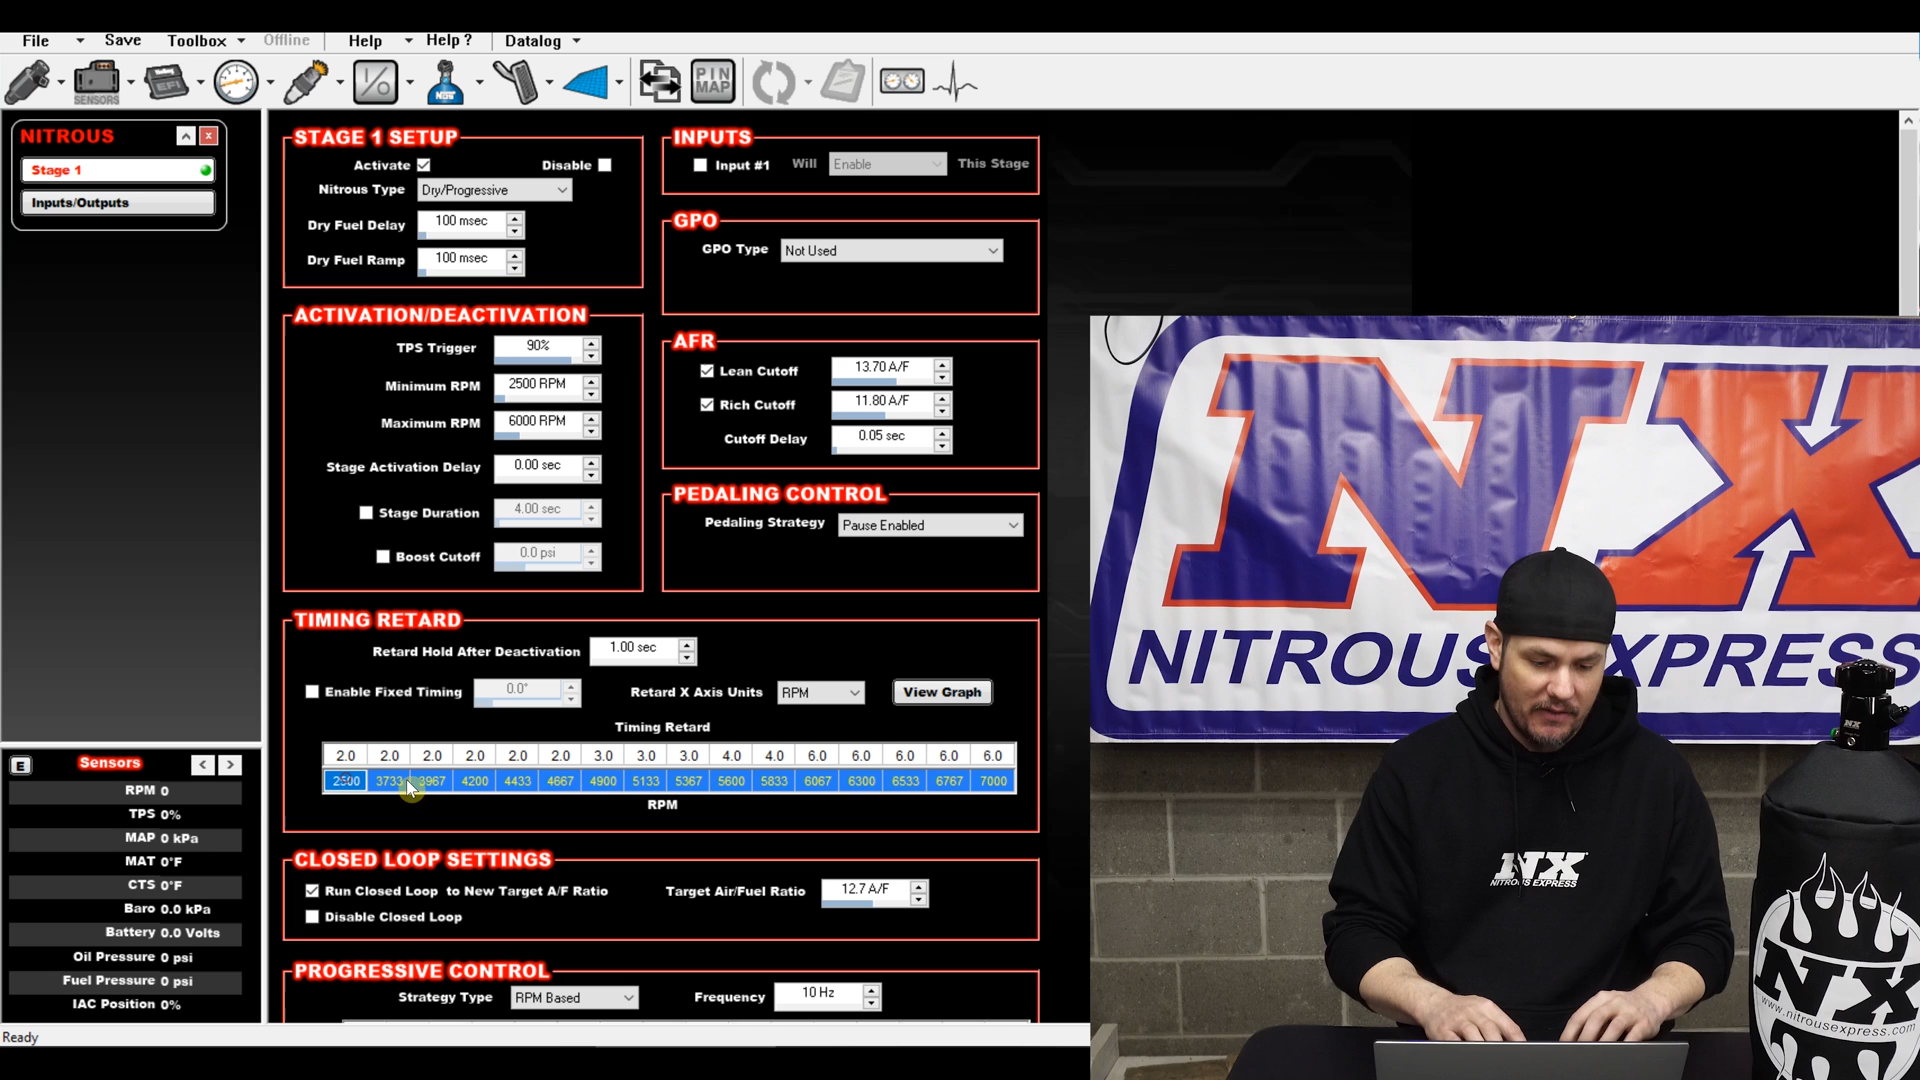 File Save Toolbox Offline Help Help ? Datalog
SENSORS
EFI
NOS
PIN MAP
NITROUS
Stage 1
Inputs/Outputs
STAGE 1 SETUP
Activate Disable
Nitrous Type Dry/Progressive
Dry Fuel Delay 100 msec
Dry Fuel Ramp 100 msec
ACTIVATION/DEACTIVATION
TPS Trigger 90%
Minimum RPM 2500 RPM
Maximum RPM 6000 RPM
Stage Activation Delay 0.00 sec
Stage Duration 4.00 sec
Boost Cutoff 0.0 psi
INPUTS
Input #1 Will Enable This Stage
GPO
GPO Type Not Used
AFR
Lean Cutoff 13.70 A/F
Rich Cutoff 11.80 A/F
Cutoff Delay 0.05 sec
PEDALING CONTROL
Pedaling Strategy Pause Enabled
TIMING RETARD
Retard Hold After Deactivation 1.00 sec
Enable Fixed Timing 0.0° Retard X Axis Units RPM View Graph
Timing Retard
2.0 2.0 2.0 2.0 2.0 2.0 3.0 3.0 3.0 4.0 4.0 6.0 6.0 6.0 6.0 6.0
3733 3967 4200 4433 4667 4900 5133 5367 5600 5833 6067 6300 6533 6767 7000
RPM
CLOSED LOOP SETTINGS
Run Closed Loop to New Target A/F Ratio Target Air/Fuel Ratio 12.7 A/F
Disable Closed Loop
PROGRESSIVE CONTROL
Strategy Type RPM Based Frequency 10 Hz
E Sensors < >
RPM 0
TPS 0%
MAP 0 kPa
MAT 0°F
CTS 0°F
Baro 0.0 kPa
Battery 0.0 Volts
Oil Pressure 0 psi
Fuel Pressure 0 psi
IAC Position 0%
Ready
NX
NITROUS EXPRESS
NX
NITROUS EXPRESS
NX
NX
www.nitrousexpress.com